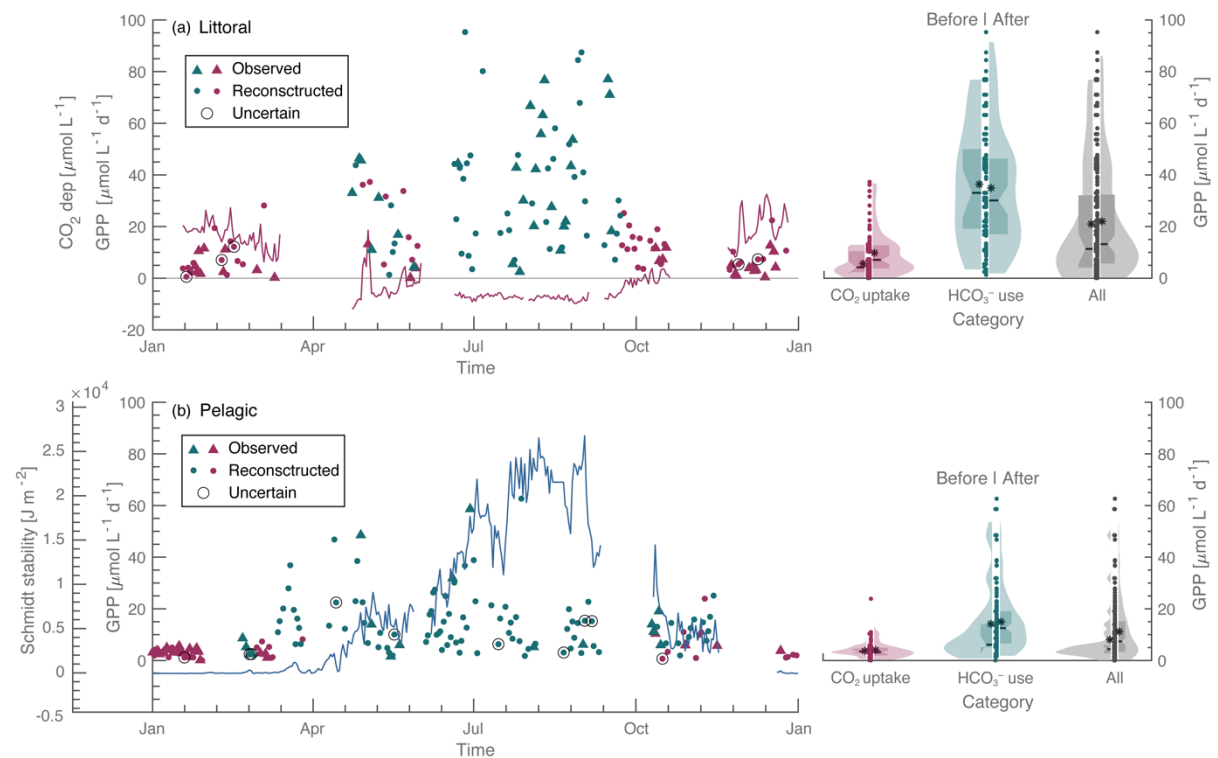 (a) Littoral
Observed
Reconsctructed
Uncertain
CO2 dep [μmol L-1]
GPP [μmol L-1 d-1]
100
80
60
40
20
0
-20
Jan
Apr
Jul
Oct
Jan
Time
Before I After
100
80
60
40
20
0
GPP [μmol L-1 d-1]
CO2 uptake
HCO3− use
All
Category
(b) Pelagic
Observed
Reconsctructed
Uncertain
×10^4
3
2.5
2
1.5
1
0.5
0
-0.5
Schmidt stability [J m-2]
GPP [μmol L-1 d-1]
100
80
60
40
20
0
Jan
Apr
Jul
Oct
Jan
Time
Before I After
100
80
60
40
20
0
GPP [μmol L-1 d-1]
CO2 uptake
HCO3− use
All
Category